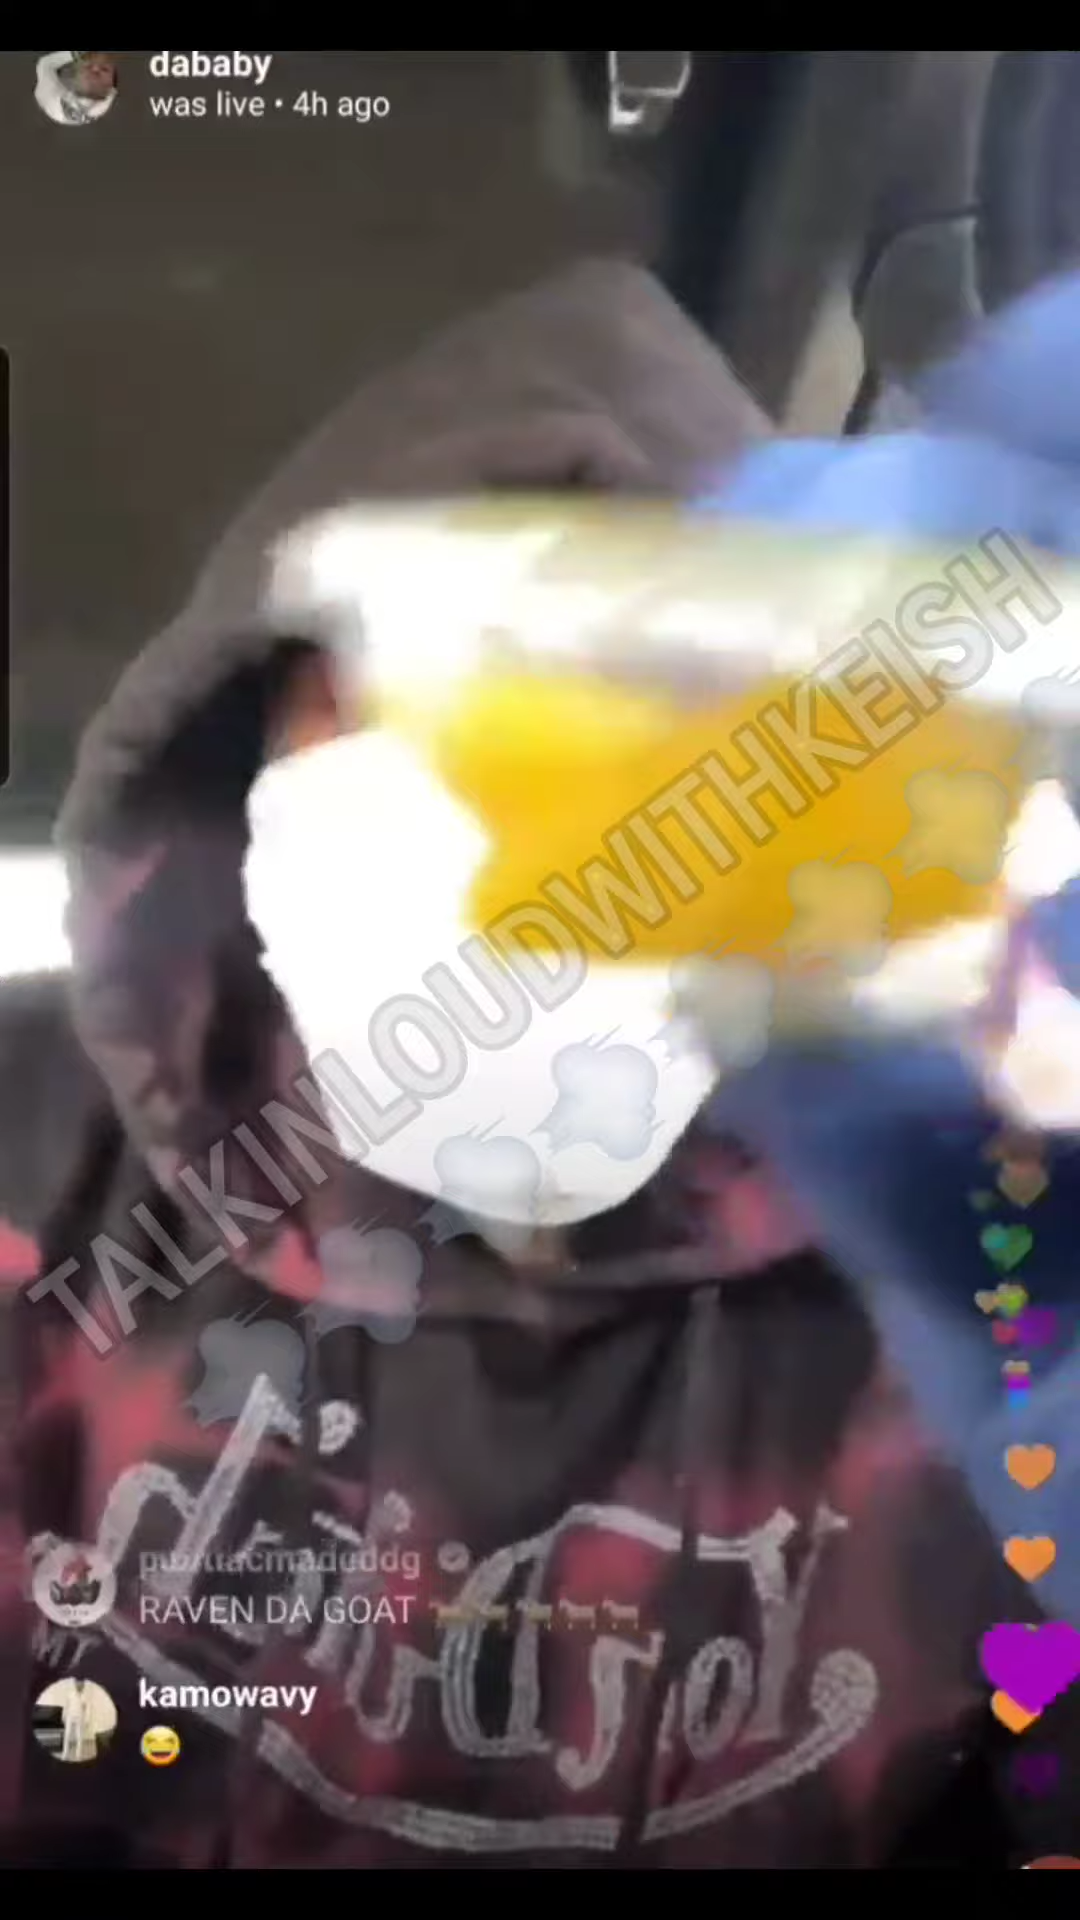 dababy
was live • 4h ago
TALKINLOUDWITHKEISH
RAVEN DA GOAT
kamowavy